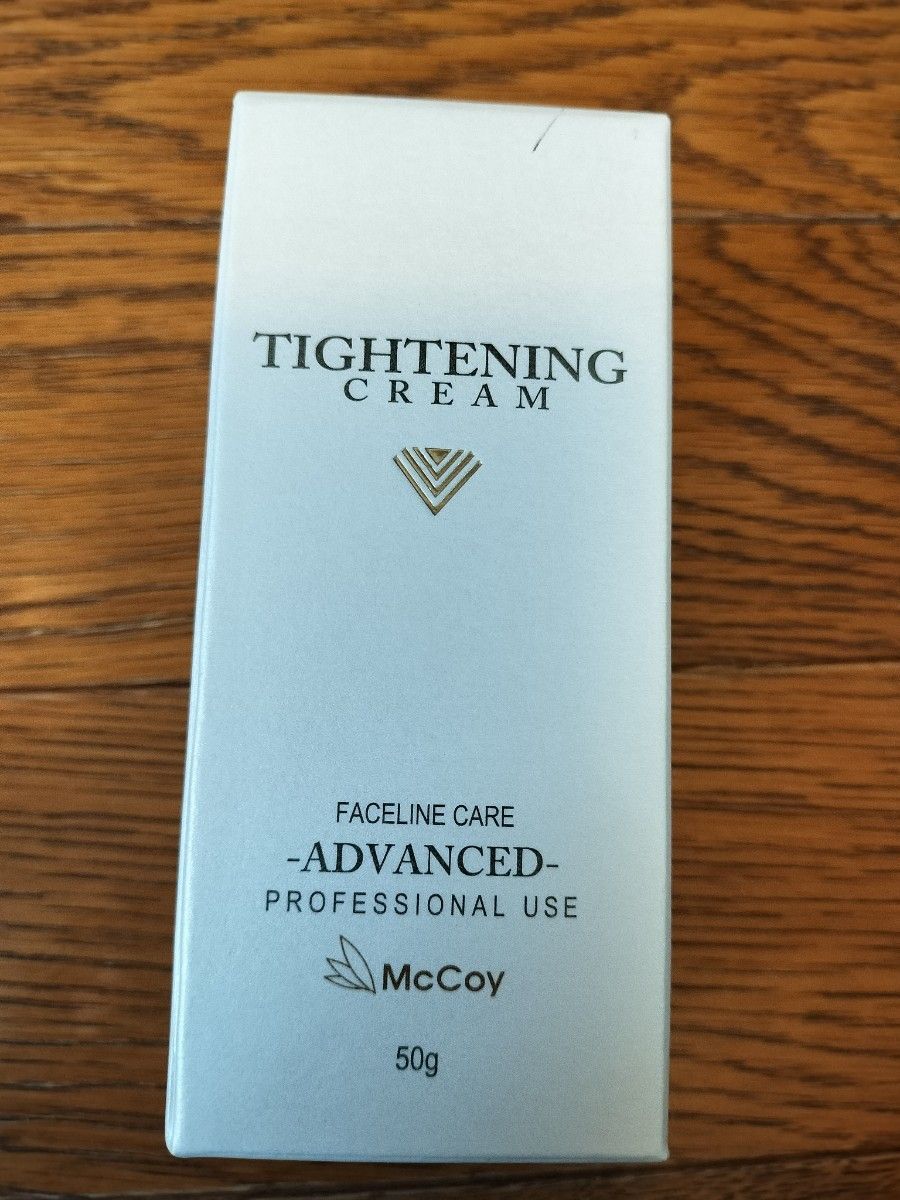 TIGHTENING
CREAM
FACELINE CARE
-ADVANCED-
PROFESSIONAL USE
McCoy
50g